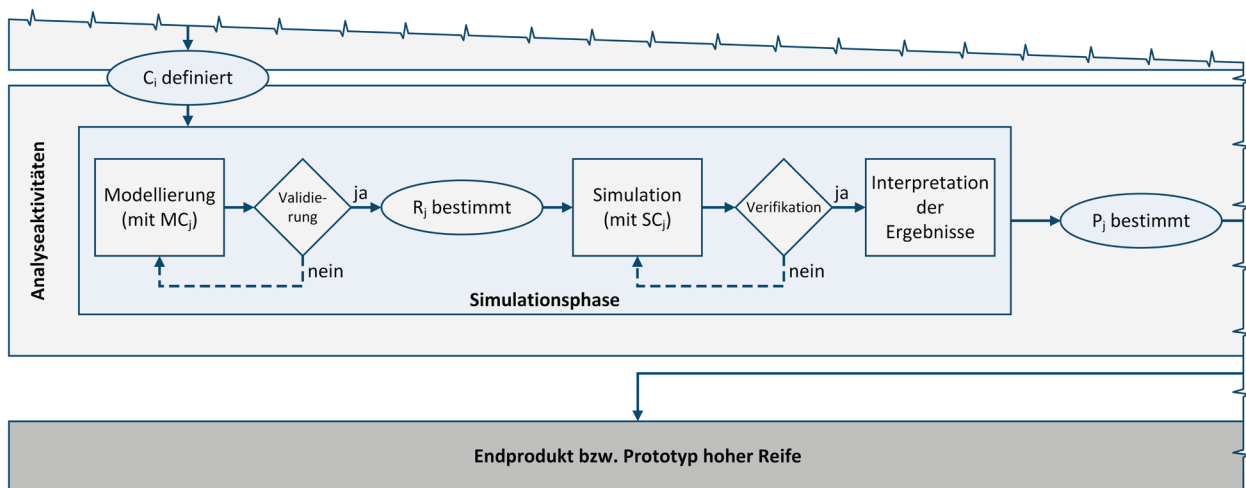 Cᵢ definiert
Analyseaktivitäten
Modellierung
(mit MCⱼ)
Validie-
rung
ja
nein
Rⱼ bestimmt
Simulation
(mit SCⱼ)
Verifikation
ja
nein
Interpretation
der
Ergebnisse
Simulationsphase
Pⱼ bestimmt
Endprodukt bzw. Prototyp hoher Reife